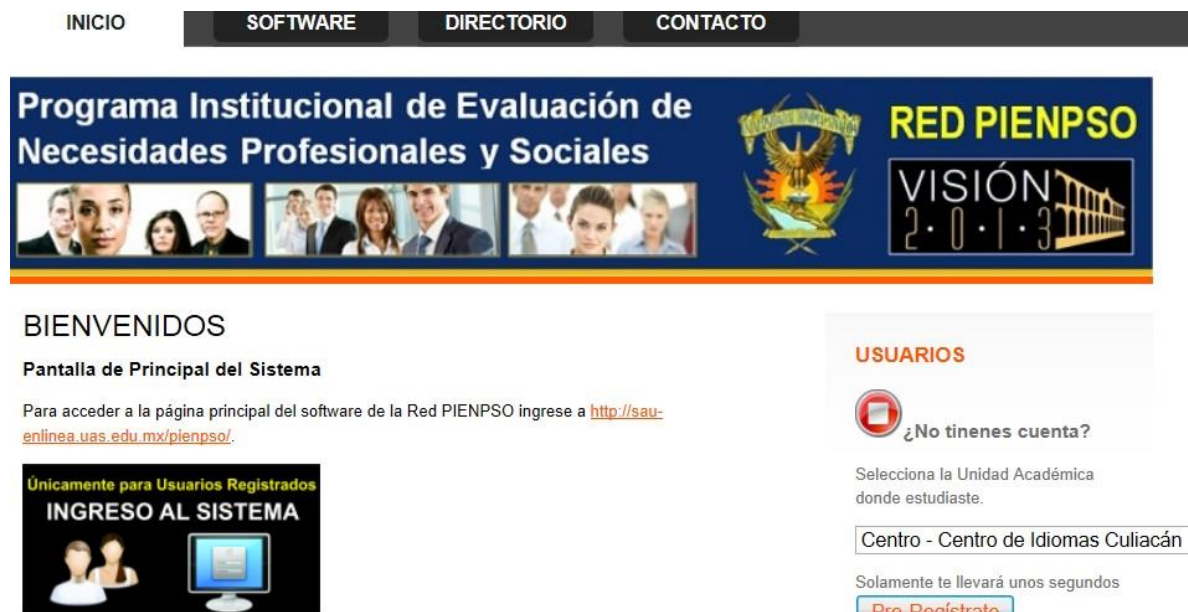 INICIO
SOFTWARE
DIRECTORIO
CONTACTO
Programa Institucional de Evaluación de
Necesidades Profesionales y Sociales
RED PIENPSO
VISIÓN
2·0·1·3
BIENVENIDOS
Pantalla de Principal del Sistema
Para acceder a la página principal del software de la Red PIENPSO ingrese a http://sau-
enlinea.uas.edu.mx/pienpso/.
Únicamente para Usuarios Registrados
INGRESO AL SISTEMA
USUARIOS
¿No tinenes cuenta?
Selecciona la Unidad Académica
donde estudiaste.
Centro - Centro de Idiomas Culiacán
Solamente te llevará unos segundos
Pre-Regístrate